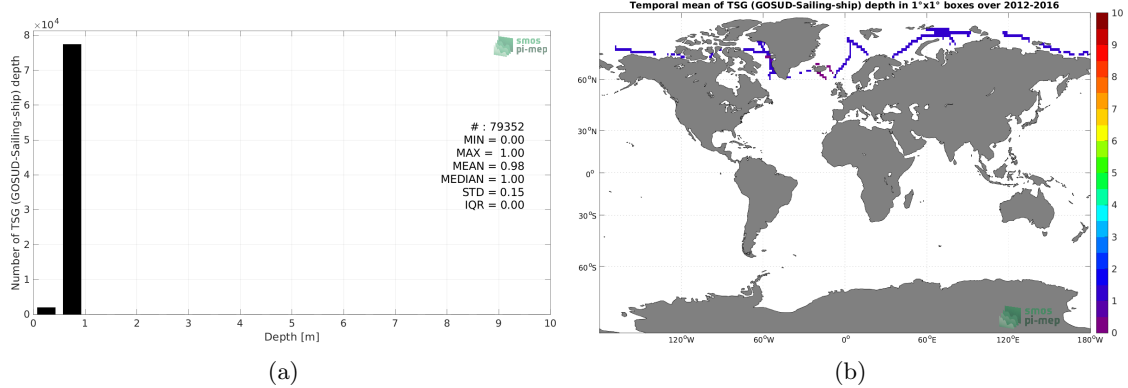 ×10⁴
8
6
4
2
0
Number of TSG (GOSUD-Sailing-ship) depth
smos
pi-mep
# : 79352
MIN = 0.00
MAX = 1.00
MEAN = 0.98
MEDIAN = 1.00
STD = 0.15
IQR = 0.00
0 1 2 3 4 5 6 7 8 9 10
Depth [m]
(a)
Temporal mean of TSG (GOSUD-Sailing-ship) depth in 1°x1° boxes over 2012-2016
60°N
30°N
0°
30°S
60°S
120°W 60°W 0° 60°E 120°E 180°W
smos
pi-mep
10
9
8
7
6
5
4
3
2
1
0
(b)